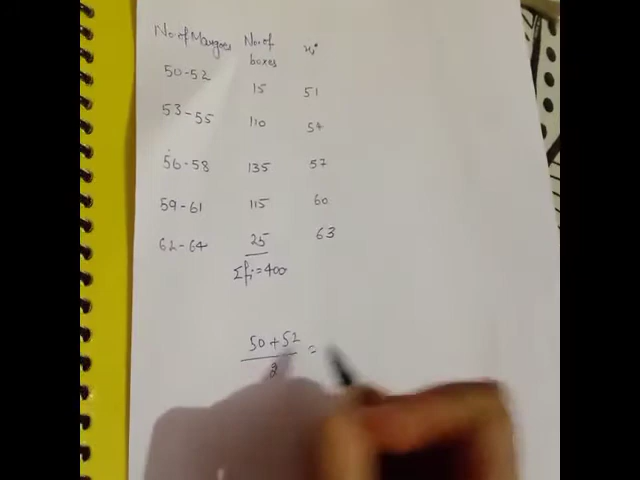 No.of Mangoes No.of boxes xi
50-52 15 51
53-55 110 54
56-58 135 57
59-61 115 60
62-64 25 63
Σfi=400
50+52
2 =